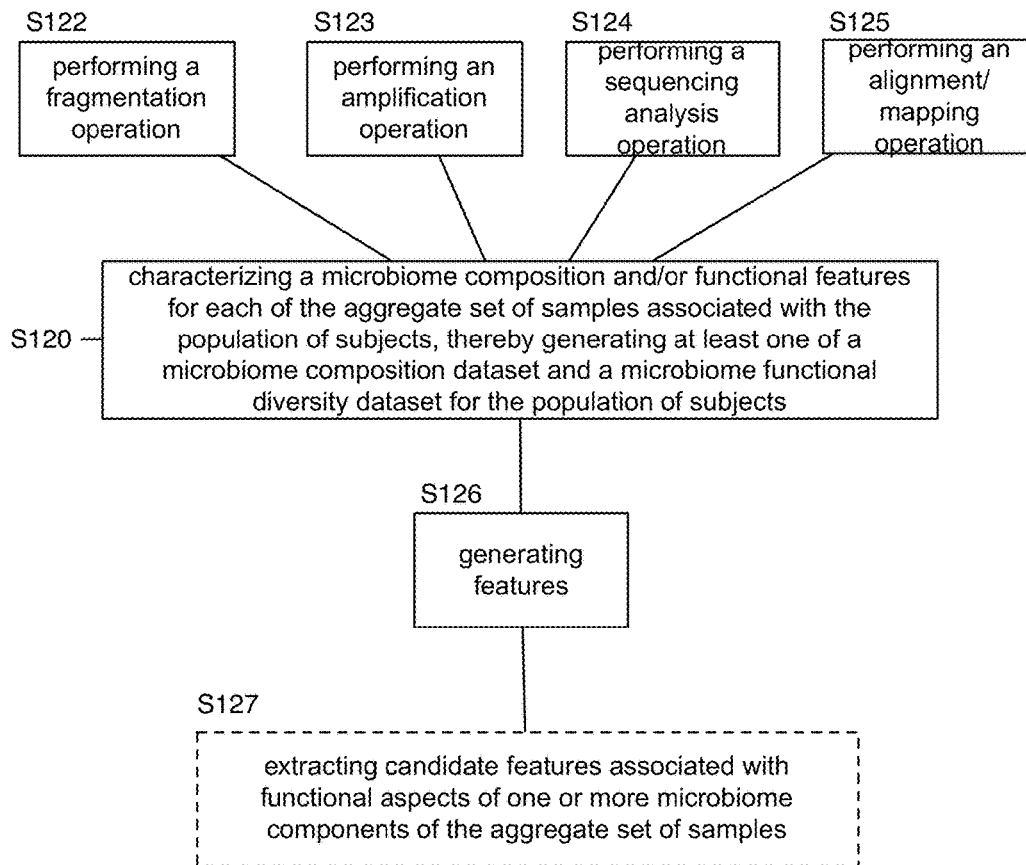 S122
S123
S124
S125
performing a
fragmentation
operation
performing an
amplification
operation
performing a
sequencing
analysis
operation
performing an
alignment/
mapping
operation
S120
characterizing a microbiome composition and/or functional features
for each of the aggregate set of samples associated with the
population of subjects, thereby generating at least one of a
microbiome composition dataset and a microbiome functional
diversity dataset for the population of subjects
S126
generating
features
S127
extracting candidate features associated with
functional aspects of one or more microbiome
components of the aggregate set of samples